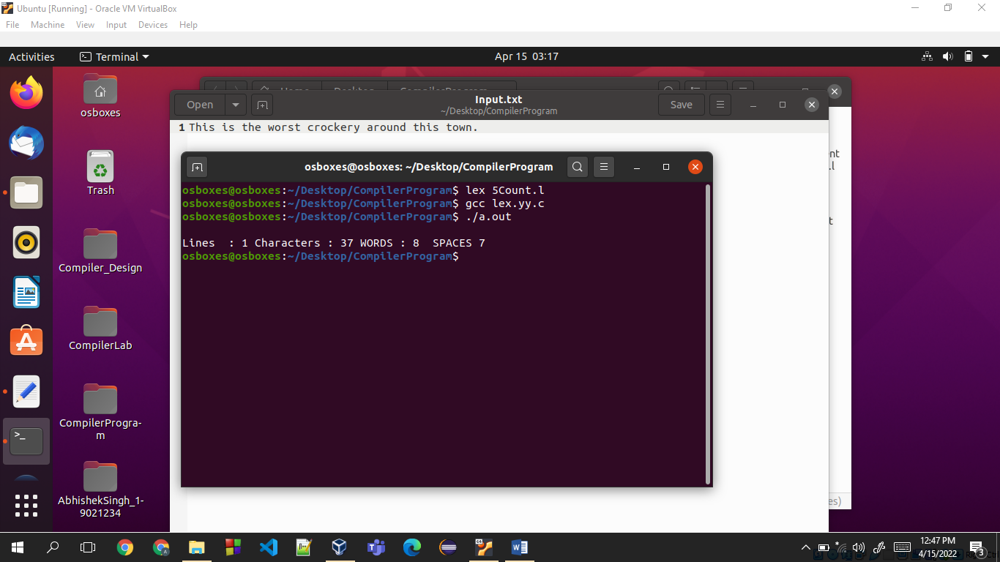 Ubuntu [Running] - Oracle VM VirtualBox
File Machine View Input Devices Help
Activities Terminal Apr 15 03:17
osboxes
Trash
Compiler_Design
CompilerLab
CompilerProgra-
m
AbhishekSingh_1-
9021234
Open Input.txt Save
~/Desktop/CompilerProgram
1 This is the worst crockery around this town.
osboxes@osboxes: ~/Desktop/CompilerProgram
osboxes@osboxes:~/Desktop/CompilerProgram$ lex 5Count.l
osboxes@osboxes:~/Desktop/CompilerProgram$ gcc lex.yy.c
osboxes@osboxes:~/Desktop/CompilerProgram$ ./a.out
Lines : 1 Characters : 37 WORDS : 8 SPACES 7
osboxes@osboxes:~/Desktop/CompilerProgram$
12:47 PM
4/15/2022
3